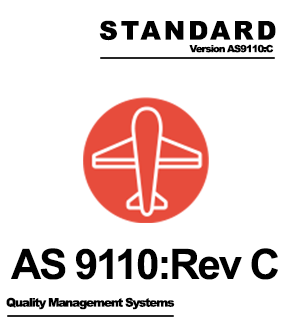 STANDARD
Version AS9110:C
AS 9110:Rev C
Quality Management Systems